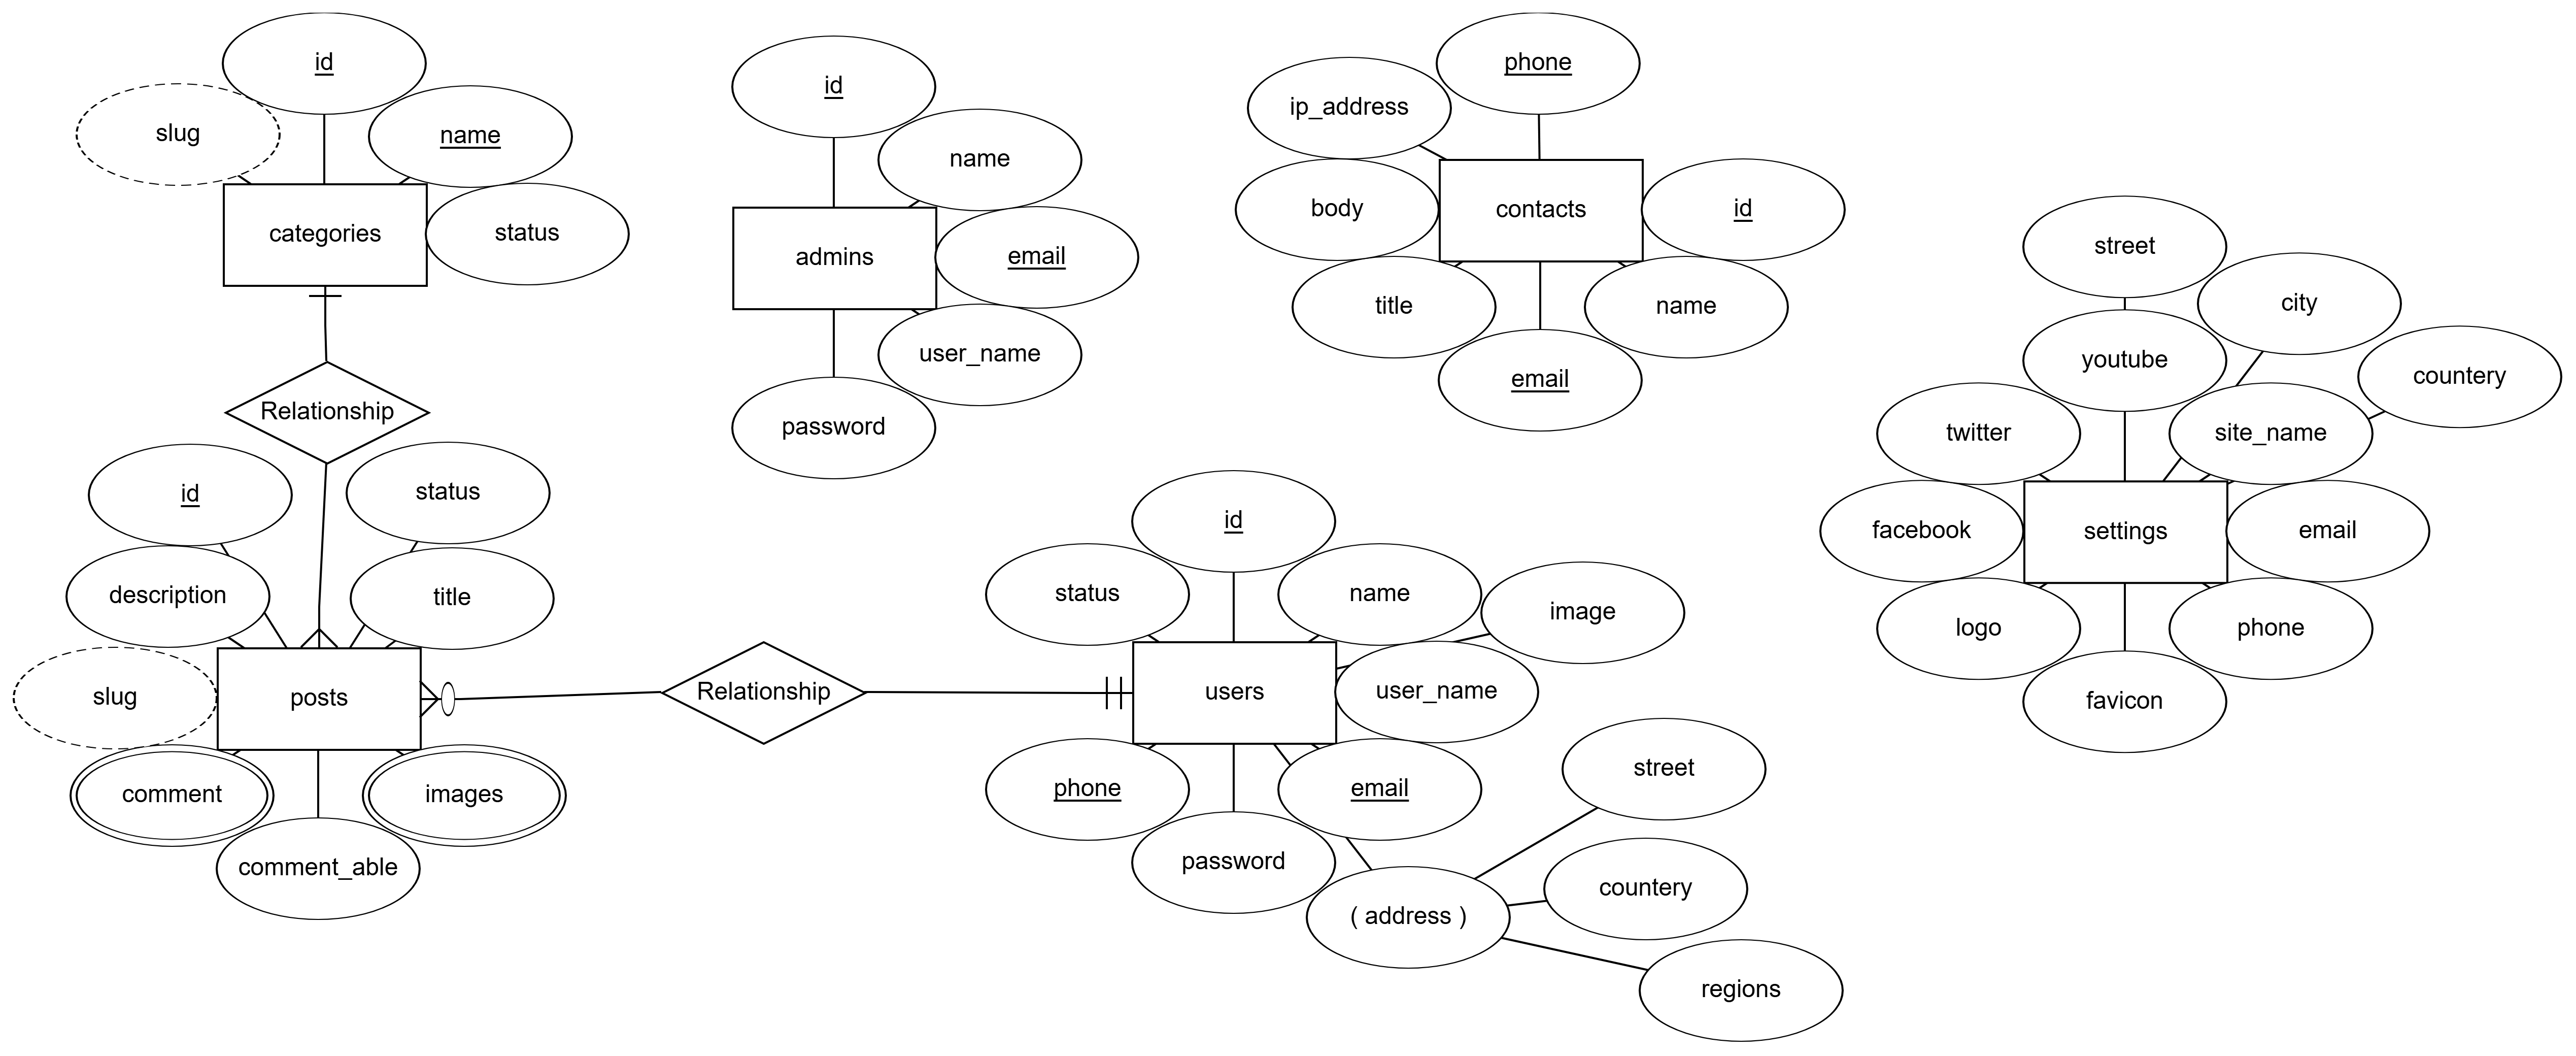 id
slug
name
categories
status
Relationship
id
status
description
title
slug
posts
comment
images
comment_able
Relationship
id
name
admins
email
user_name
password
phone
ip_address
body
contacts
id
title
name
email
id
status
name
image
users
user_name
phone
email
password
( address )
street
countery
regions
street
city
youtube
countery
twitter
site_name
facebook
settings
email
logo
phone
favicon